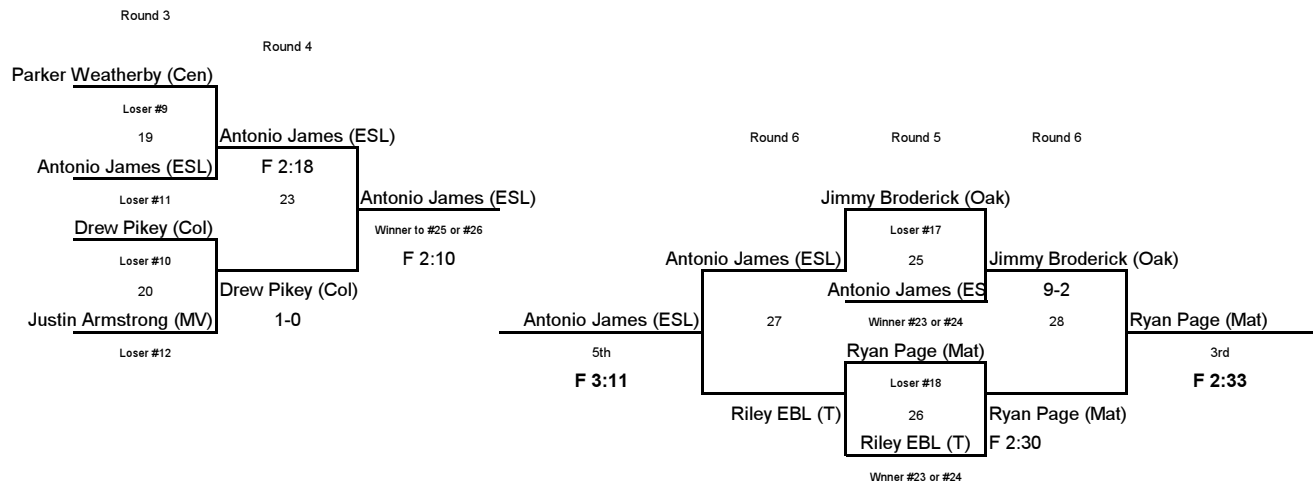 Round 3
Round 4
Parker Weatherby (Cen)
Loser #9
19
Antonio James (ESL)
Antonio James (ESL)
F 2:18
Loser #11
23
Antonio James (ESL)
Drew Pikey (Col)
Winner to #25 or #26
Loser #10
F 2:10
20
Drew Pikey (Col)
Justin Armstrong (MV)
1-0
Loser #12
Round 6
Round 5
Round 6
Jimmy Broderick (Oak)
Loser #17
Antonio James (ESL)
25
Jimmy Broderick (Oak)
Antonio James (ES
9-2
Antonio James (ESL)
27
Winner #23 or #24
28
Ryan Page (Mat)
5th
Ryan Page (Mat)
3rd
F 3:11
Loser #18
F 2:33
Riley EBL (T)
26
Ryan Page (Mat)
Riley EBL (T)
F 2:30
Wnner #23 or #24